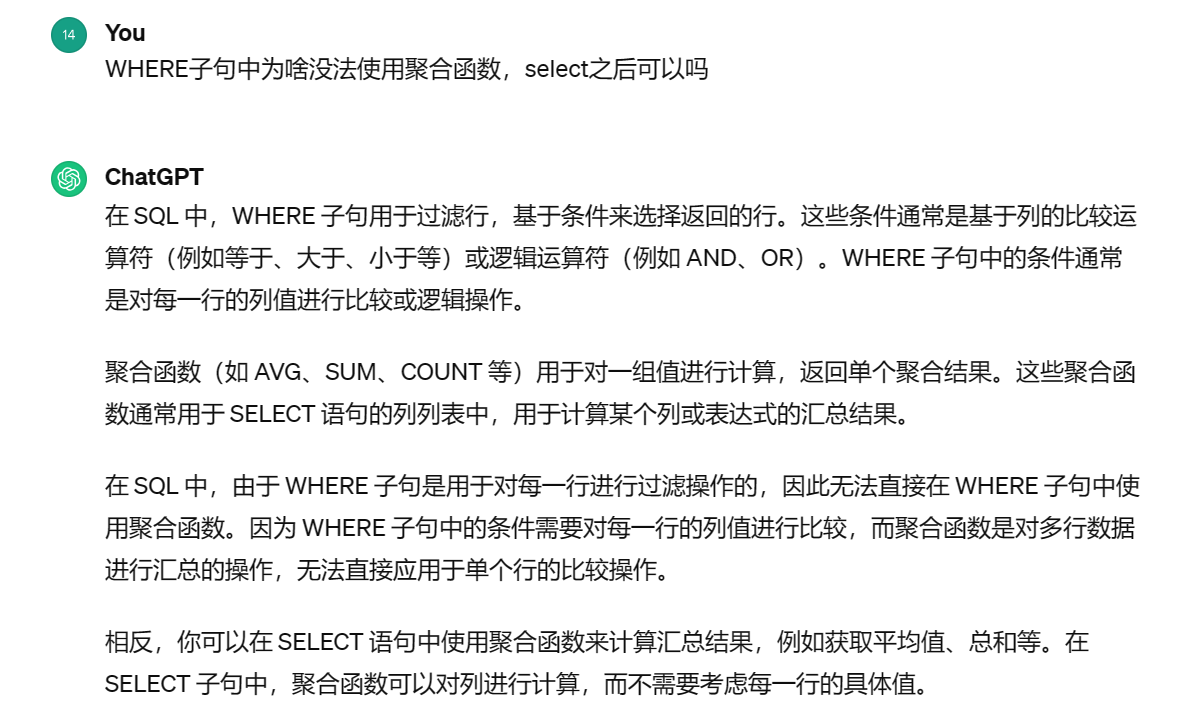 14
You
WHERE子句中为啥没法使用聚合函数，select之后可以吗
ChatGPT
在 SQL 中，WHERE 子句用于过滤行，基于条件来选择返回的行。这些条件通常是基于列的比较运
算符（例如等于、大于、小于等）或逻辑运算符（例如 AND、OR）。WHERE 子句中的条件通常
是对每一行的列值进行比较或逻辑操作。
聚合函数（如 AVG、SUM、COUNT 等）用于对一组值进行计算，返回单个聚合结果。这些聚合函
数通常用于 SELECT 语句的列列表中，用于计算某个列或表达式的汇总结果。
在 SQL 中，由于 WHERE 子句是用于对每一行进行过滤操作的，因此无法直接在 WHERE 子句中使
用聚合函数。因为 WHERE 子句中的条件需要对每一行的列值进行比较，而聚合函数是对多行数据
进行汇总的操作，无法直接应用于单个行的比较操作。
相反，你可以在 SELECT 语句中使用聚合函数来计算汇总结果，例如获取平均值、总和等。在
SELECT 子句中，聚合函数可以对列进行计算，而不需要考虑每一行的具体值。